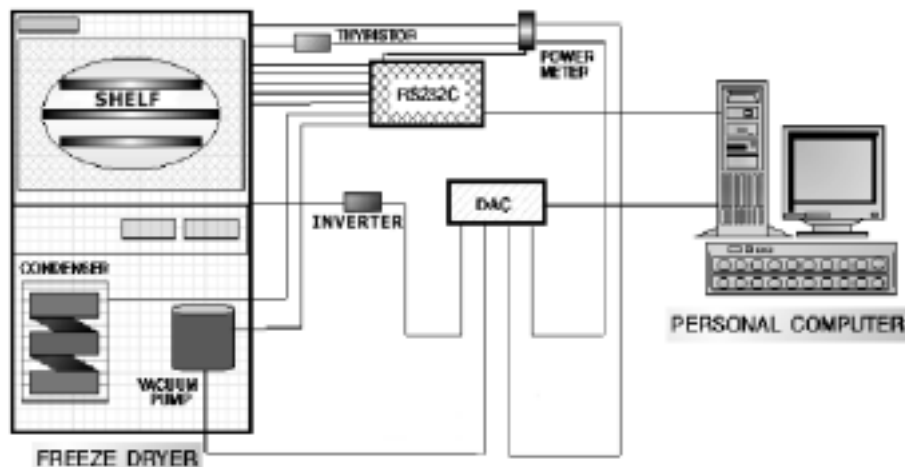 THYRISTOR
POWER
METER
SHELF
RS232C
INVERTER
DAC
CONDENSER
PERSONAL COMPUTER
VACUUM
PUMP
FREEZE DRYER